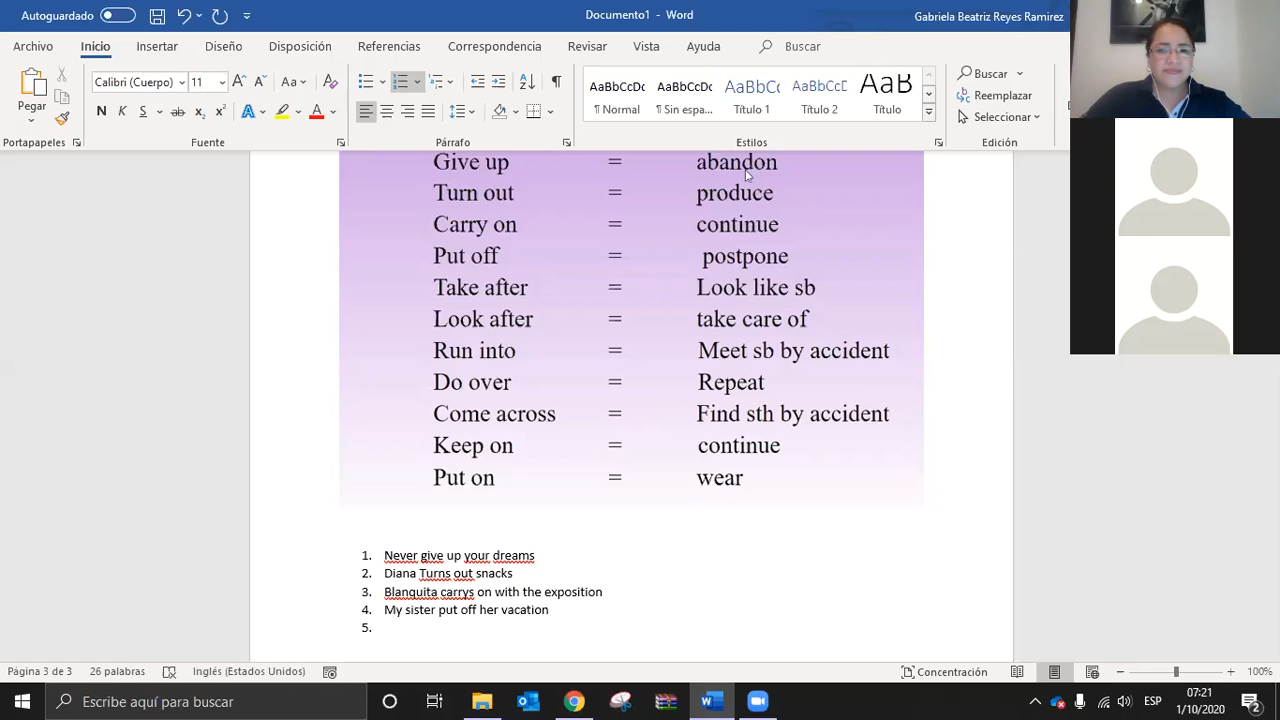 Autoguardado
Documento1 - Word
Gabriela Beatriz Reyes Ramirez
Archivo Inicio Insertar Diseño Disposición Referencias Correspondencia Revisar Vista Ayuda Buscar
Pegar
Calibri (Cuerpo) 11
AaBbCcDc AaBbCcDc AaBbCc AaBbCcD AaB
¶ Normal ¶ Sin espa... Título 1 Título 2 Título
Buscar
Reemplazar
Seleccionar
Portapapeles Fuente Párrafo Estilos Edición
Give up = abandon
Turn out = produce
Carry on = continue
Put off = postpone
Take after = Look like sb
Look after = take care of
Run into = Meet sb by accident
Do over = Repeat
Come across = Find sth by accident
Keep on = continue
Put on = wear
1. Never give up your dreams
2. Diana Turns out snacks
3. Blanquita carrys on with the exposition
4. My sister put off her vacation
5.
Página 3 de 3 26 palabras Inglés (Estados Unidos) Concentración 100%
Escribe aquí para buscar
ESP
07:21
1/10/2020
2